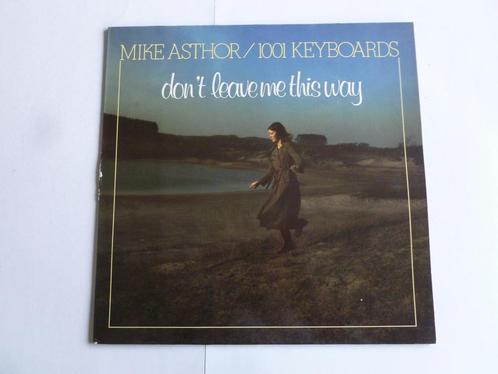 MIKE ASTHOR / 1001 KEYBOARDS
don't leave me this way